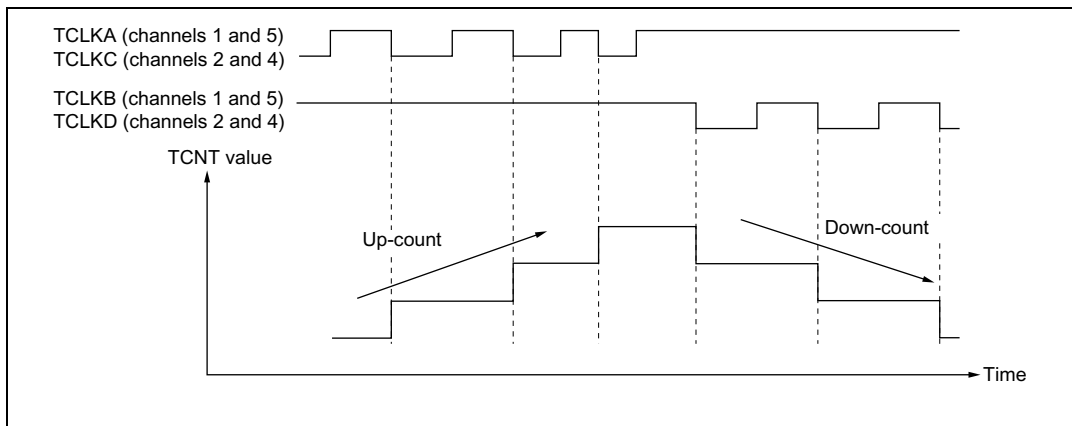 TCLKA (channels 1 and 5)
TCLKC (channels 2 and 4)
TCLKB (channels 1 and 5)
TCLKD (channels 2 and 4)
TCNT value
Up-count
Down-count
Time